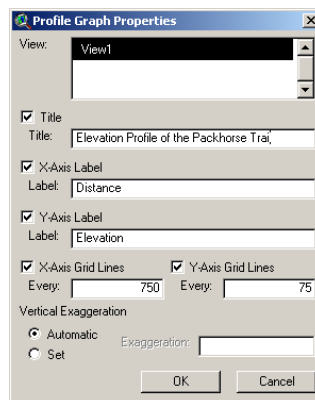 Profile Graph Properties
View: View1
Title
Title: Elevation Profile of the Packhorse Trai
X-Axis Label
Label: Distance
Y-Axis Label
Label: Elevation
X-Axis Grid Lines Y-Axis Grid Lines
Every: 750 Every: 75
Vertical Exaggeration
Automatic
Exaggeration:
Set
OK Cancel